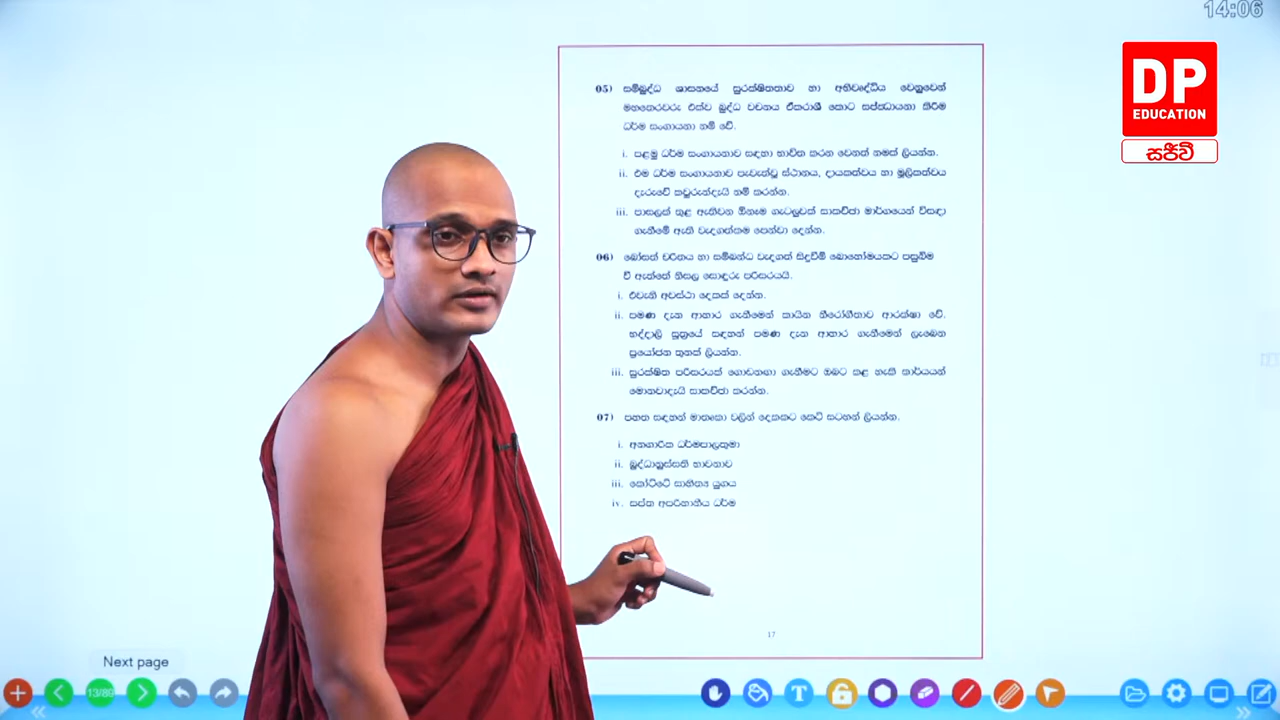 14:06
DP
EDUCATION
සජීවී
05) සම්බුද්ධ ශාසනයේ සුරක්ෂිතතාව හා අභිවෘද්ධිය වෙනුවෙන්
මහතෙරවරු එක්ව බුද්ධ වචනය ඒකරාශී කොට සජ්ඣායනා කිරීම
ධර්ම සංගායනා නම් වේ.
i. පළමු ධර්ම සංගායනාව සඳහා භාවිත කරන වෙනත් නමක් ලියන්න.
ii. එම ධර්ම සංගායනාව පැවැත්වූ ස්ථානය, දායකත්වය හා මූලිකත්වය
දැරුවේ කවුරුන්දැයි නම් කරන්න.
iii. පාසලක් තුළ ඇතිවන ඕනෑම ගැටලුවක් සාකච්ඡා මාර්ගයෙන් විසඳා
ගැනීමේ ඇති වැදගත්කම පෙන්වා දෙන්න.
06) බෝසත් චරිතය හා සම්බන්ධ වැදගත් සිදුවීම් බොහෝමයකට පසුබිම්
වී ඇත්තේ නිසල සොඳුරු පරිසරයයි.
i. එවැනි අවස්ථා දෙකක් දෙන්න.
ii. පමණ දැන ආහාර ගැනීමෙන් කායික නීරෝගීතාව ආරක්ෂා වේ.
භද්දාලි සූත්‍රයේ සඳහන් පමණ දැන ආහාර ගැනීමෙන් ලැබෙන
ප්‍රයෝජන තුනක් ලියන්න.
iii. සුරක්ෂිත පරිසරයක් ගොඩනගා ගැනීමට ඔබට කළ හැකි කාර්යයන්
මොනවාදැයි සාකච්ඡා කරන්න.
07) පහත සඳහන් මාතෘකා වලින් දෙකකට කෙටි සටහන් ලියන්න.
i. අනගාරික ධර්මපාලතුමා
ii. බුද්ධානුස්සති භාවනාව
iii. කෝට්ටේ සාහිත්‍ය යුගය
iv. සප්ත අපරිහානීය ධර්ම
17
Next page
13/80
T